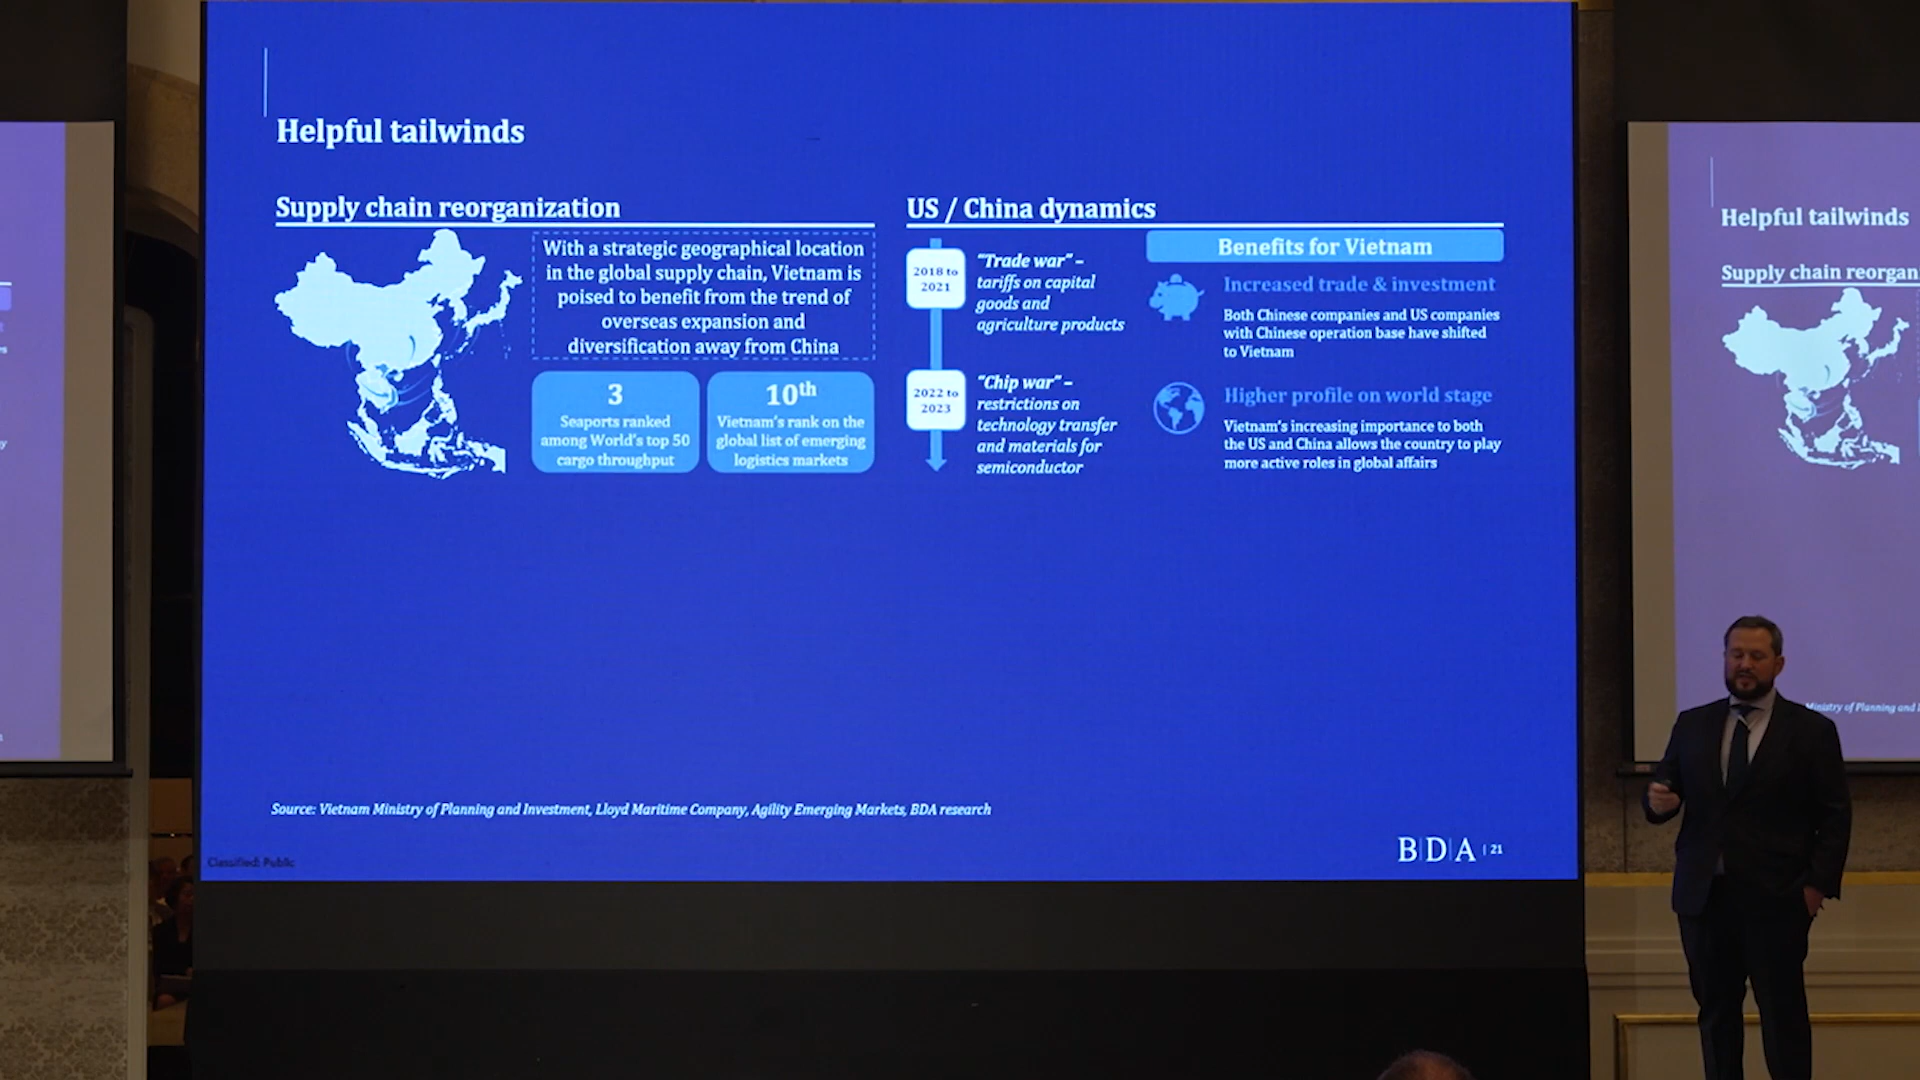 Helpful tailwinds
Supply chain reorganization
With a strategic geographical location
in the global supply chain, Vietnam is
poised to benefit from the trend of
overseas expansion and
diversification away from China
3
Seaports ranked
among World's top 50
cargo throughput
10th
Vietnam's rank on the
global list of emerging
logistics markets
US / China dynamics
2018 to
2021
"Trade war" –
tariffs on capital
goods and
agriculture products
2022 to
2023
"Chip war" –
restrictions on
technology transfer
and materials for
semiconductor
Benefits for Vietnam
Increased trade & investment
Both Chinese companies and US companies
with Chinese operation base have shifted
to Vietnam
Higher profile on world stage
Vietnam's increasing importance to both
the US and China allows the country to play
more active roles in global affairs
Source: Vietnam Ministry of Planning and Investment, Lloyd Maritime Company, Agility Emerging Markets, BDA research
Classified: Public
BDA | 21
Helpful tailwinds
Supply chain reorgan
Ministry of Planning and